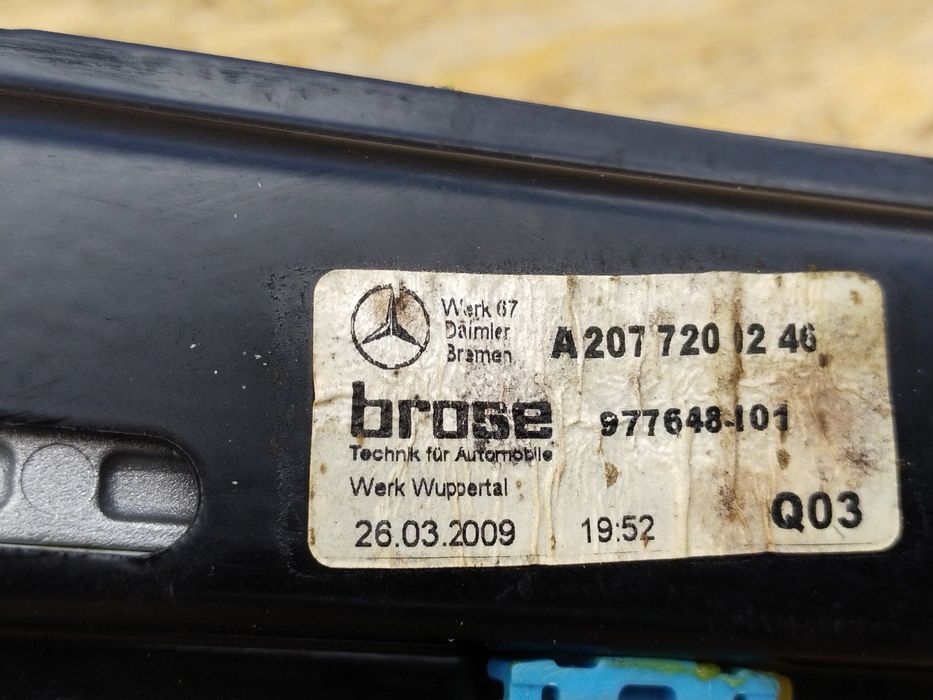 Werk 67
Daimler
Bremen
A 207 720 02 46
brose
977648-101
Technik für Automobile
Werk Wuppertal
26.03.2009 19:52
Q03